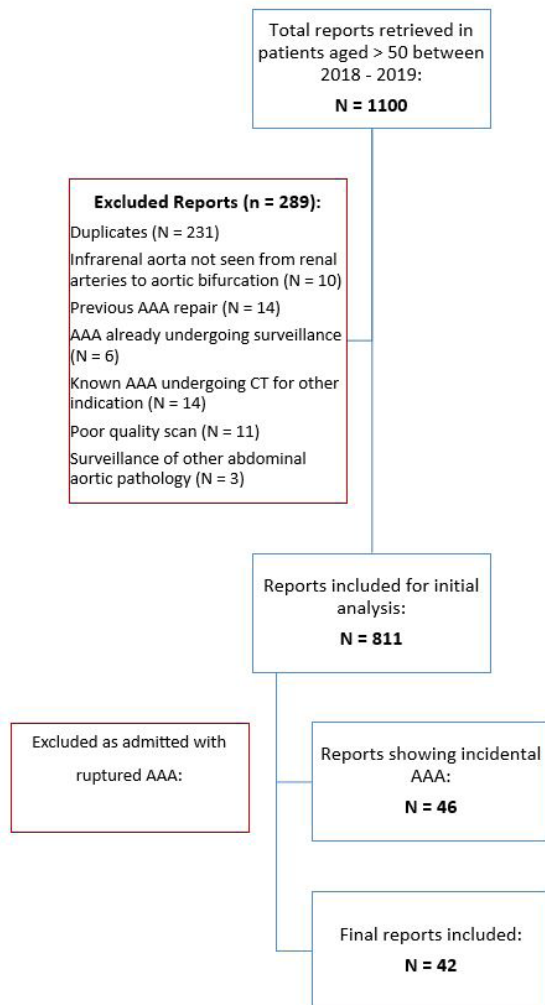 Total reports retrieved in
patients aged > 50 between
2018 - 2019:
N = 1100
Excluded Reports (n = 289):
Duplicates (N = 231)
Infrarenal aorta not seen from renal
arteries to aortic bifurcation (N = 10)
Previous AAA repair (N = 14)
AAA already undergoing surveillance
(N = 6)
Known AAA undergoing CT for other
indication (N = 14)
Poor quality scan (N = 11)
Surveillance of other abdominal
aortic pathology (N = 3)
Reports included for initial
analysis:
N = 811
Excluded as admitted with
ruptured AAA:
Reports showing incidental
AAA:
N = 46
Final reports included:
N = 42